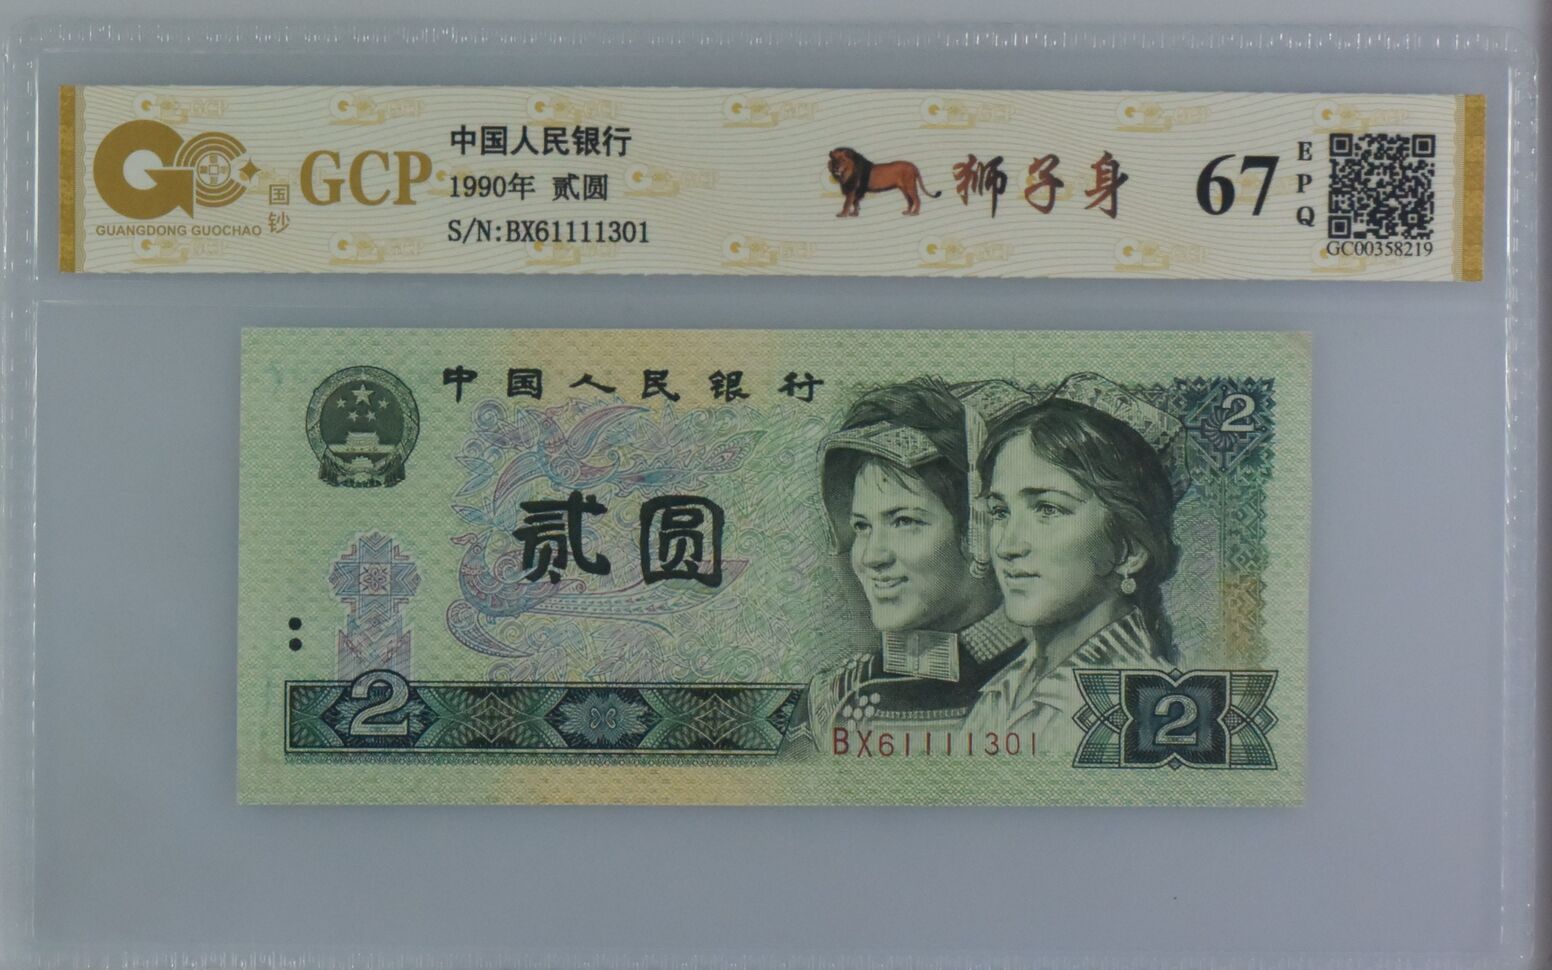 GUANGDONG GUOCHAO
国钞
GCP
中国人民银行
1990年 贰圆
S/N:BX61111301
狮子身
67
EPQ
GC00358219
中国人民银行
2
贰圆
2
BX61111301
2